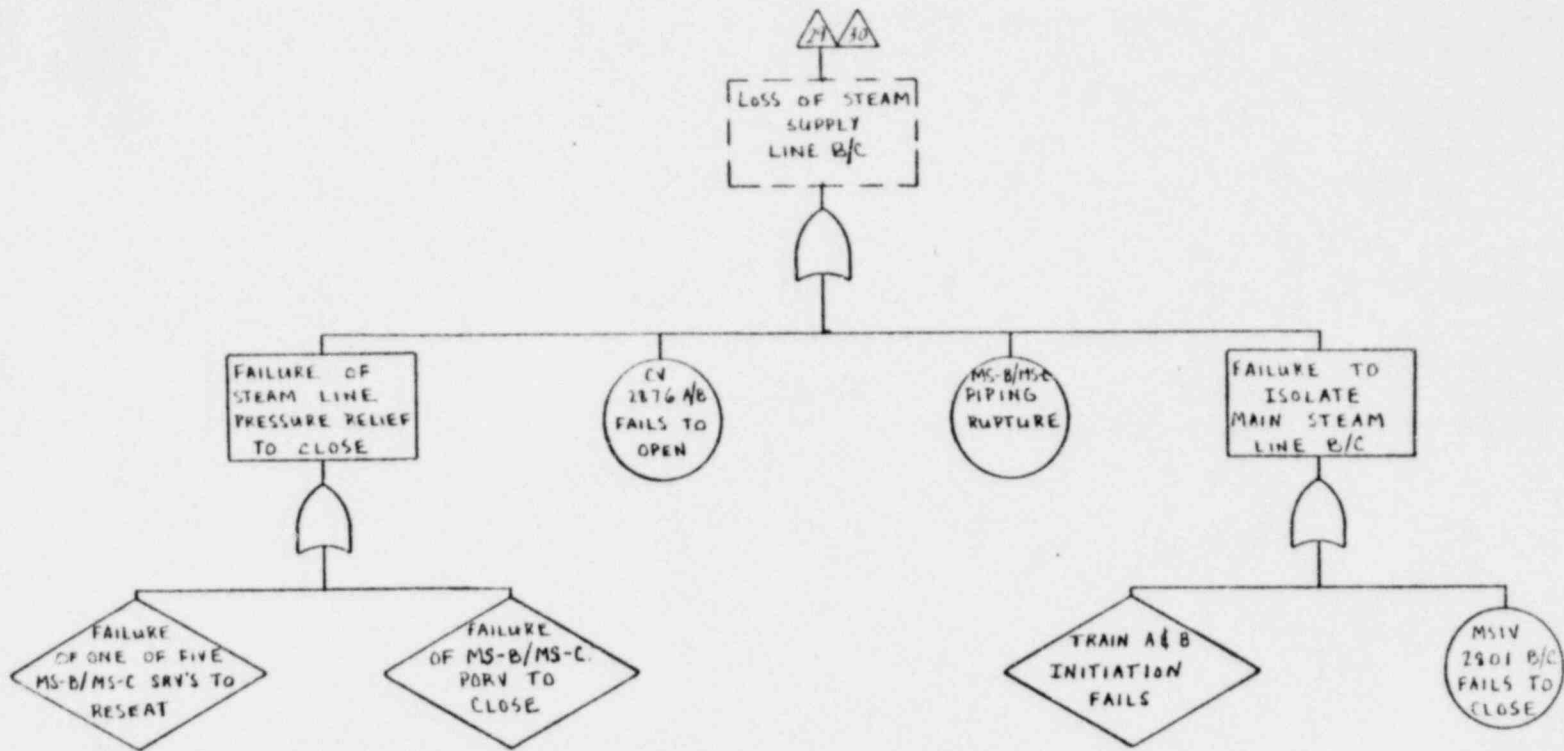 29 30
LOSS OF STEAM
SUPPLY
LINE B/C
FAILURE OF
STEAM LINE
PRESSURE RELIEF
TO CLOSE
CV
2876 A/B
FAILS TO
OPEN
MS-B/MS-C
PIPING
RUPTURE
FAILURE TO
ISOLATE
MAIN STEAM
LINE B/C
FAILURE
OF ONE OF FIVE
MS-B/MS-C SRV'S TO
RESEAT
FAILURE
OF MS-B/MS-C
PORV TO
CLOSE
TRAIN A & B
INITIATION
FAILS
MSIV
2801 B/C
FAILS TO
CLOSE